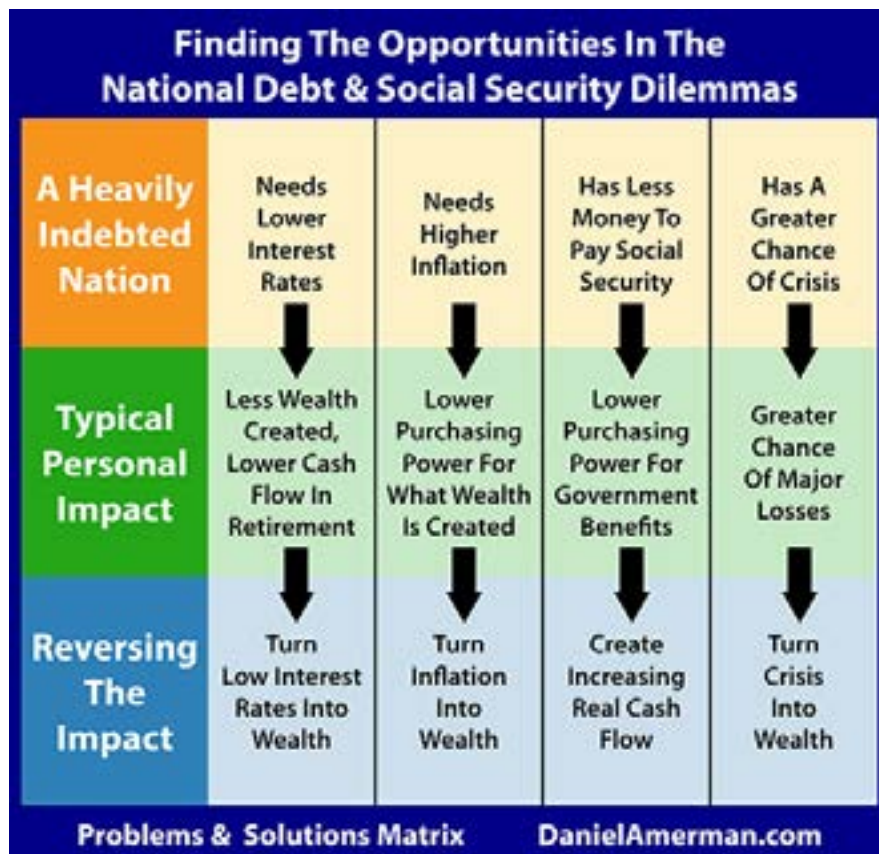 Finding The Opportunities In The
National Debt & Social Security Dilemmas
A Heavily
Indebted
Nation
Needs
Lower
Interest
Rates
Needs
Higher
Inflation
Has Less
Money To
Pay Social
Security
Has A
Greater
Chance
Of Crisis
Typical
Personal
Impact
Less Wealth
Created,
Lower Cash
Flow In
Retirement
Lower
Purchasing
Power For
What Wealth
Is Created
Lower
Purchasing
Power For
Government
Benefits
Greater
Chance
Of Major
Losses
Reversing
The
Impact
Turn
Low Interest
Rates Into
Wealth
Turn
Inflation
Into
Wealth
Create
Increasing
Real Cash
Flow
Turn
Crisis
Into
Wealth
Problems & Solutions Matrix
DanielAmerman.com